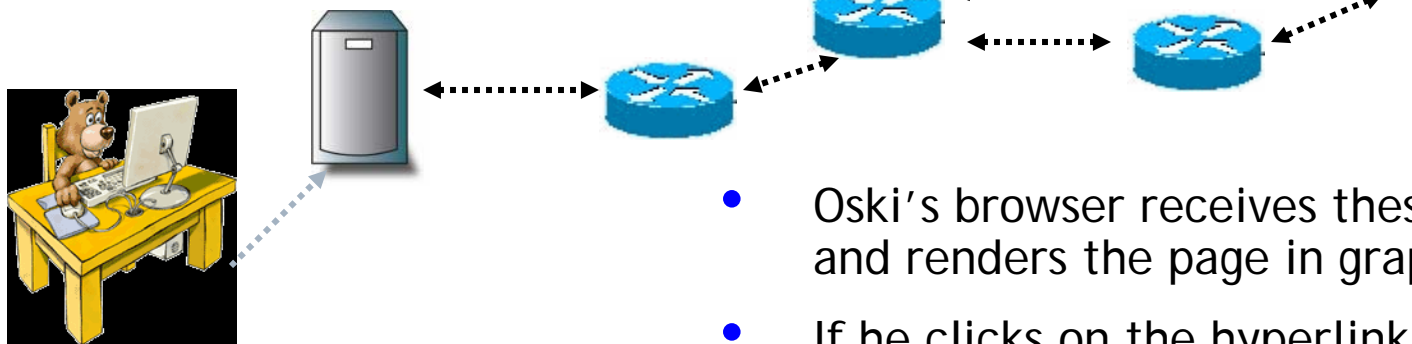 • Oski's browser receives thes
and renders the page in grap
• If he clicks on the hyperlink